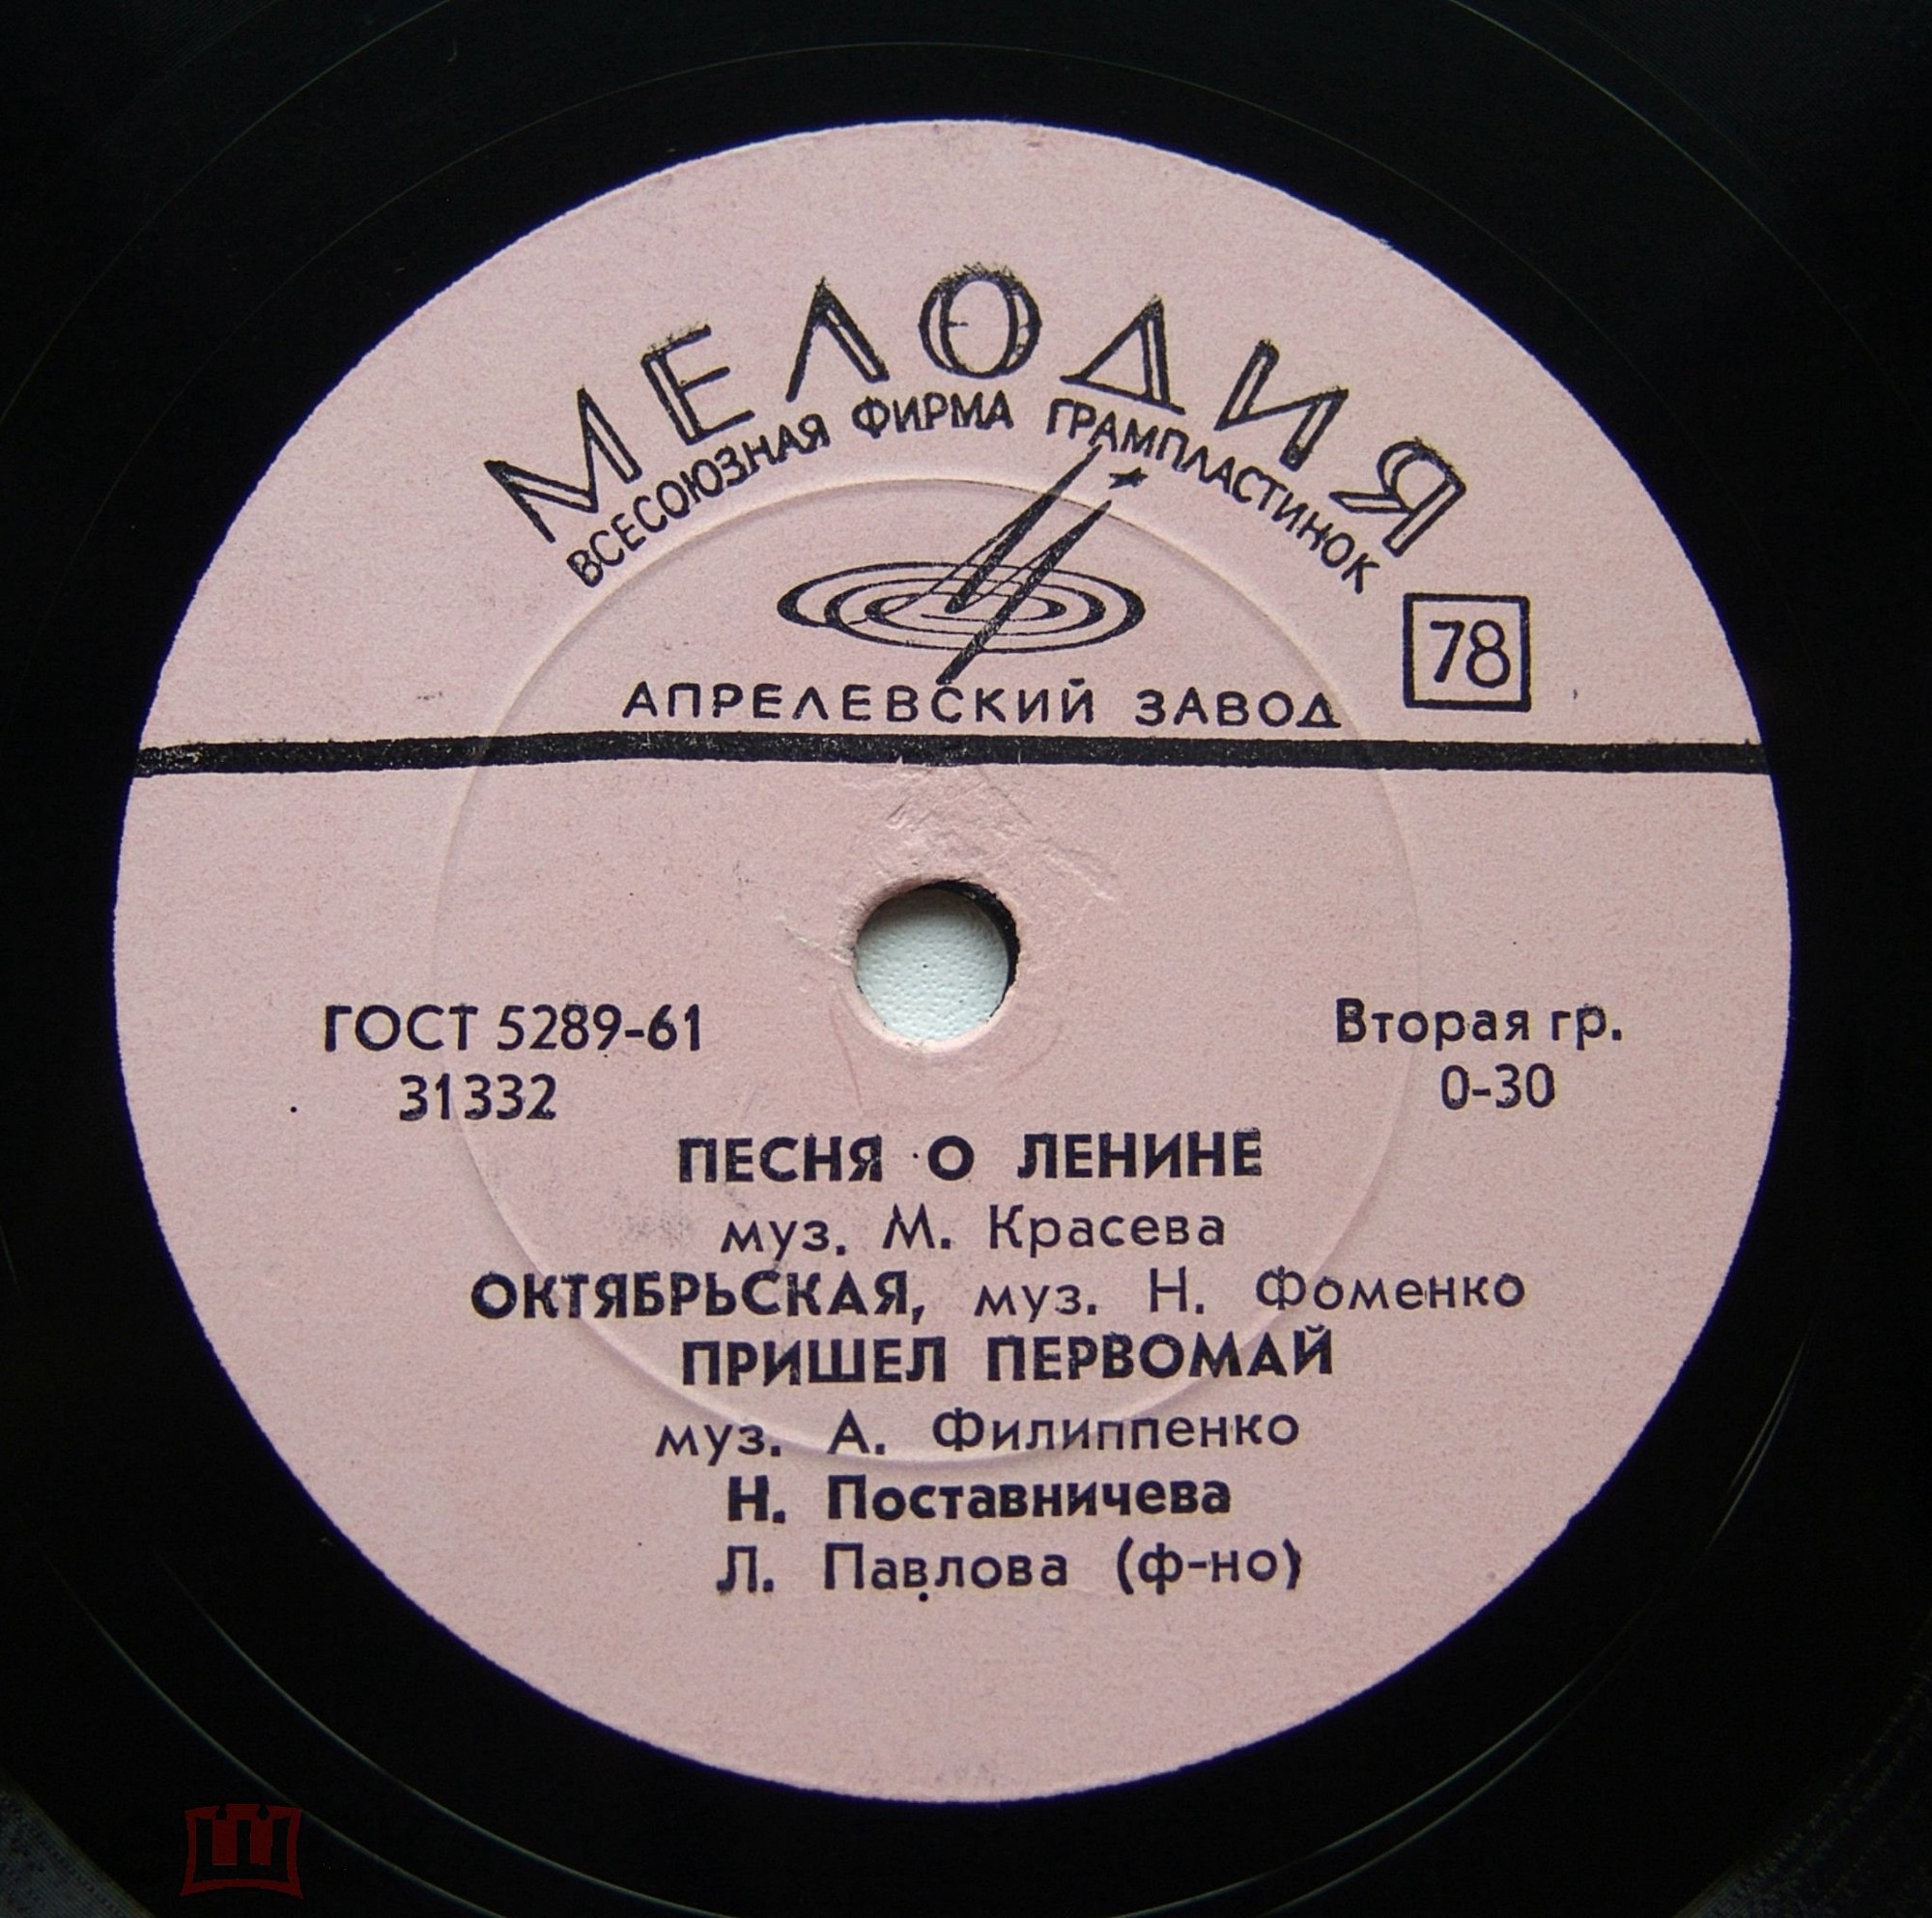 МЕЛОДИЯ
ВСЕСОЮЗНАЯ ФИРМА ГРАМПЛАСТИНОК
78
АПРЕЛЕВСКИЙ ЗАВОД
ГОСТ 5289-61
Вторая гр.
31332
0-30
ПЕСНЯ О ЛЕНИНЕ
муз. М. Красева
ОКТЯБРЬСКАЯ, муз. Н. Фоменко
ПРИШЕЛ ПЕРВОМАЙ
муз. А. Филиппенко
Н. Поставничева
Л. Павлова (ф-но)